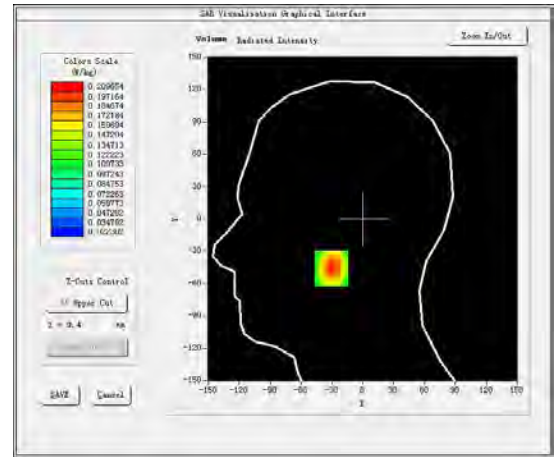 SAR Visualisation Graphical Interface
Volume Radiated Intensity
Zoom In/Out
Colors Scale
(W/kg)
0.209654
0.197164
0.184674
0.172184
0.159694
0.147204
0.134713
0.122223
0.109733
0.097243
0.084753
0.072263
0.059773
0.047282
0.034792
150
120
90
60
30
0
-30
-60
-90
-120
-150
Y
-150 -120 -90 -60 -30 0 30 60 90 120 150
X
Z-Cuts Control
Upper Cut
Z = 0.4 mm
SAVE
Cancel